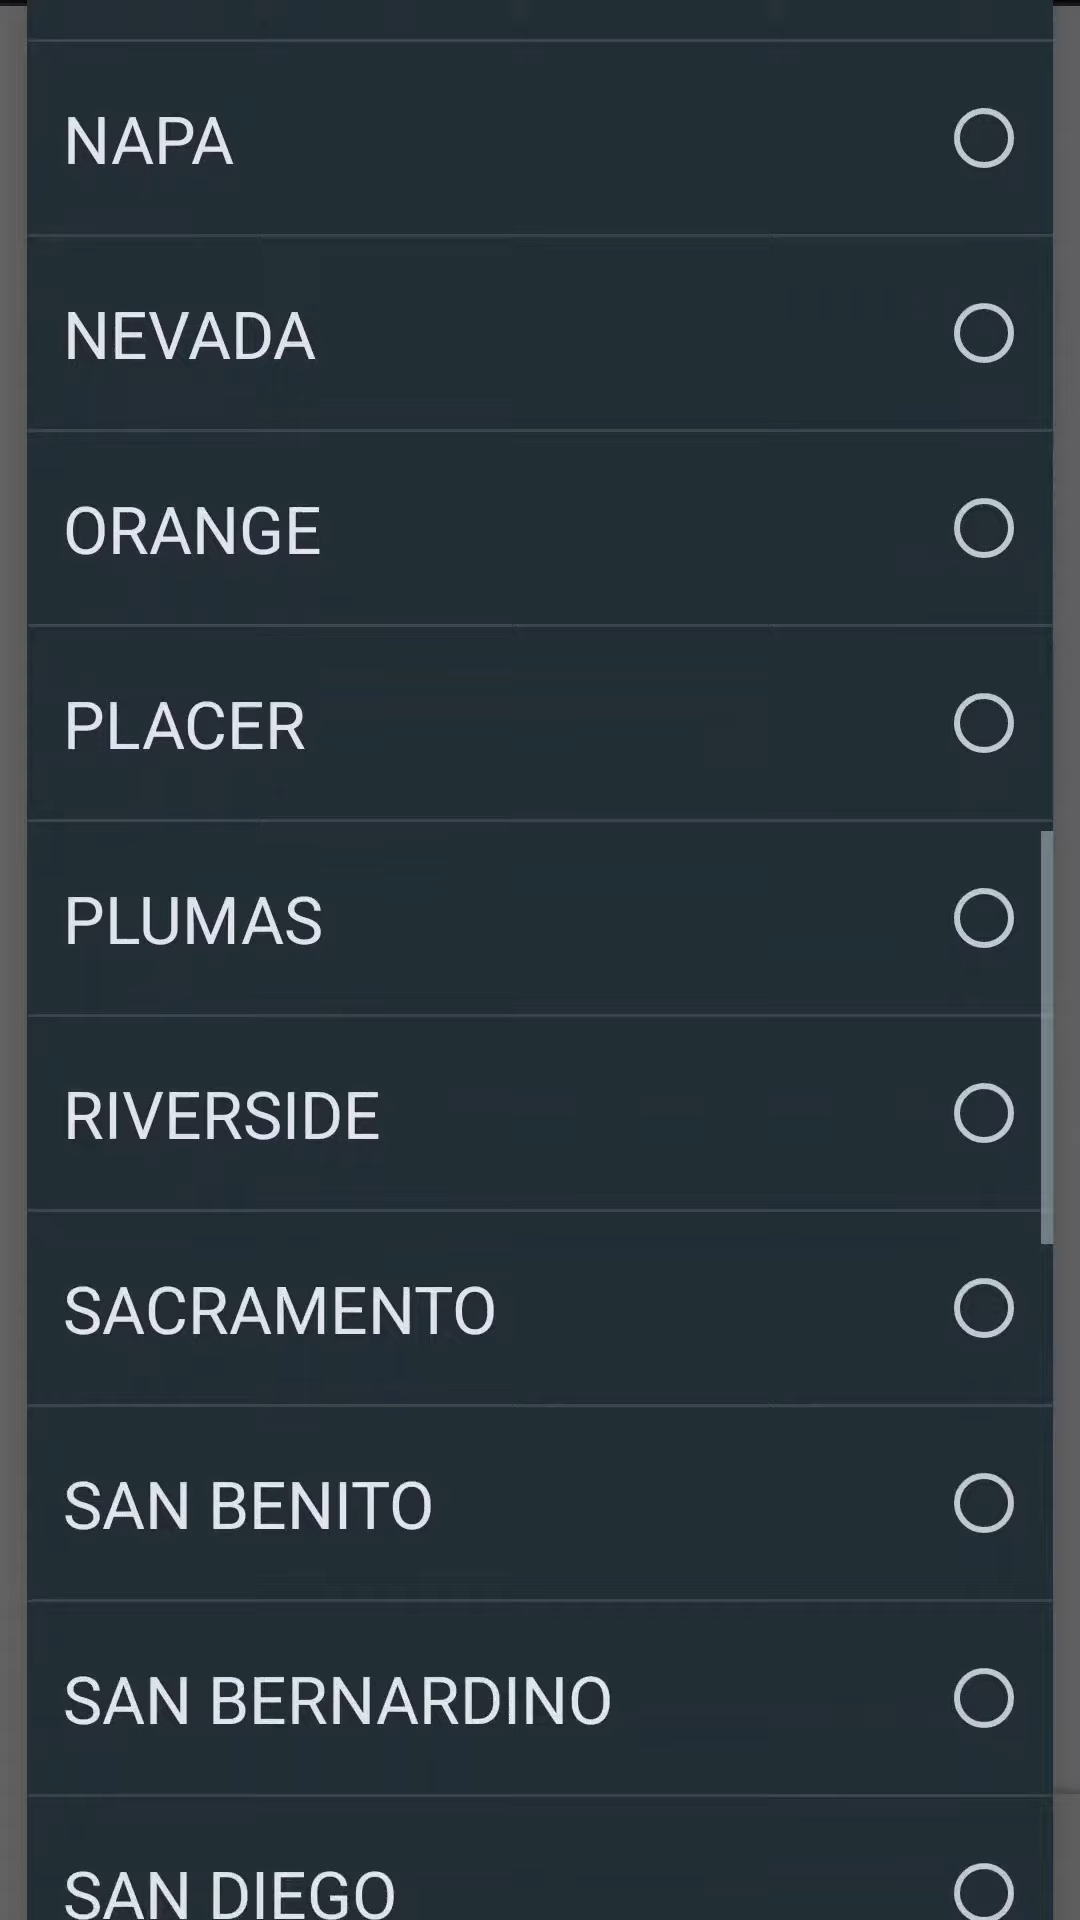 NAPA
NEVADA
ORANGE
PLACER
PLUMAS
RIVERSIDE
SACRAMENTO
SAN BENITO
SAN BERNARDINO
SAN DIEGO